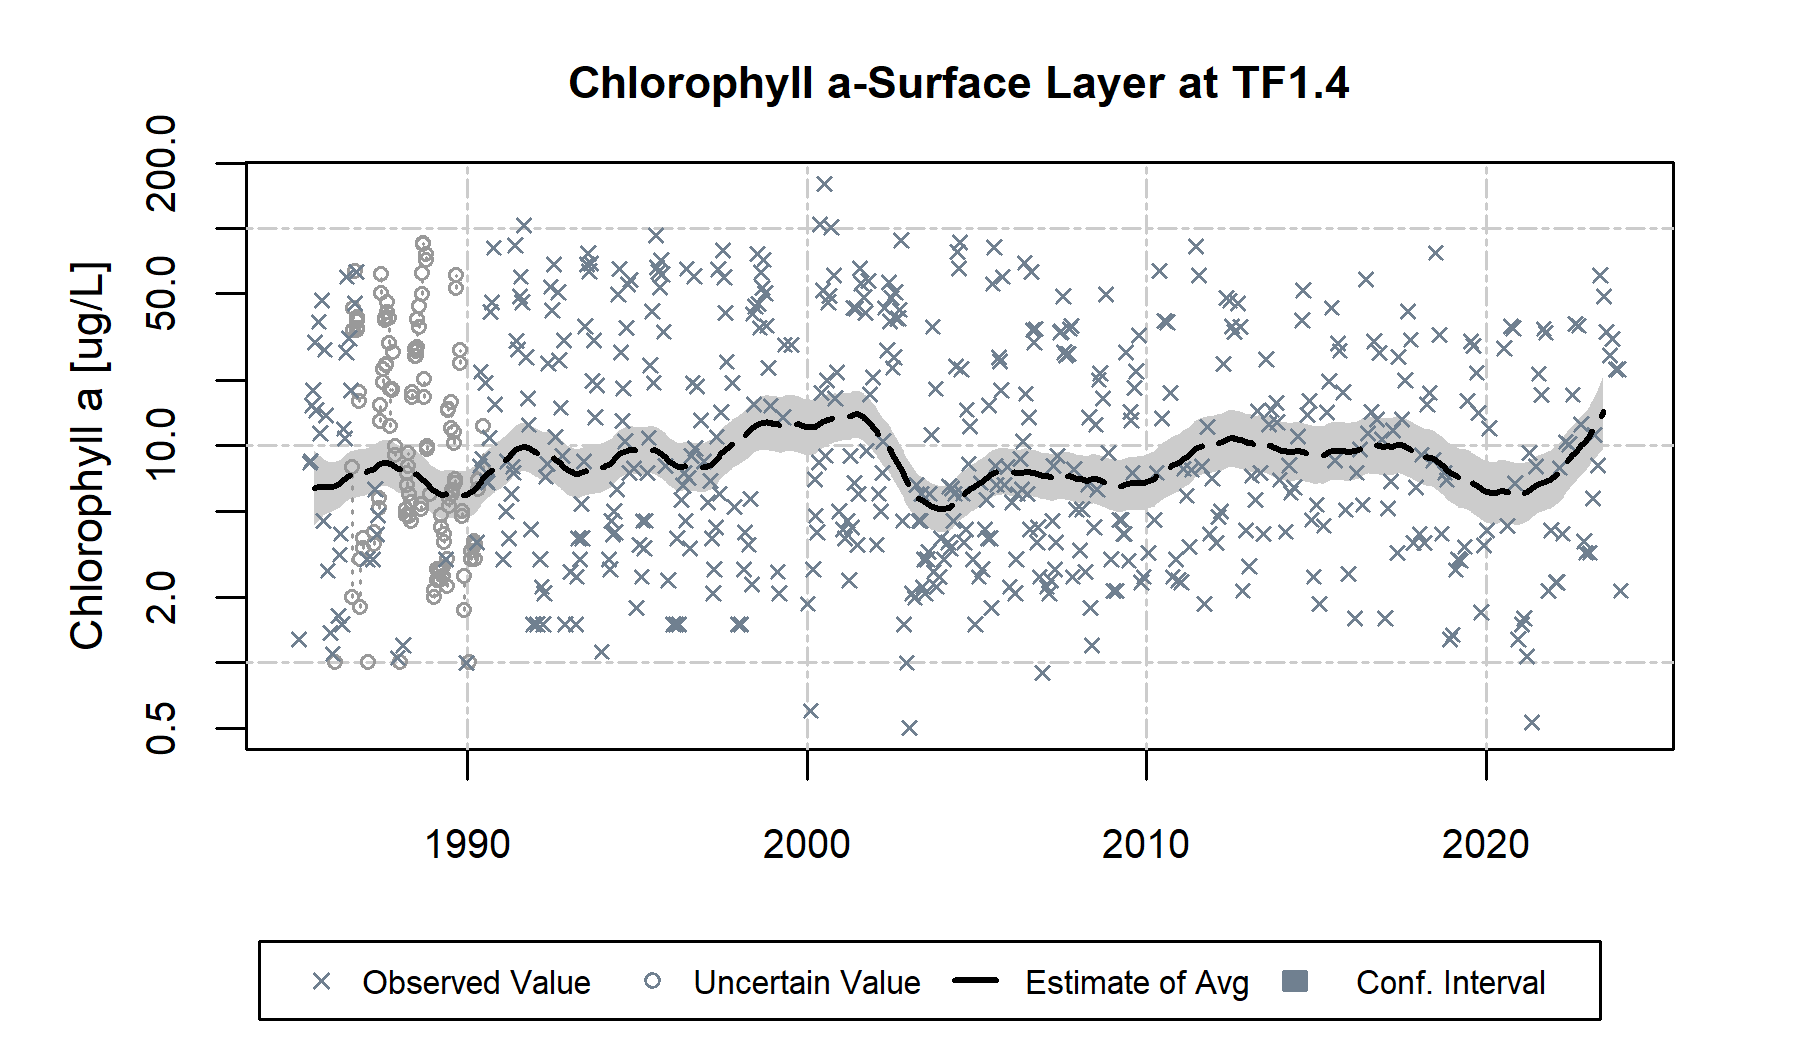 Chlorophyll a-Surface Layer at TF1.4
Chlorophyll a [ug/L]
200.0
50.0
10.0
2.0
0.5
1990 2000 2010 2020
Observed Value Uncertain Value Estimate of Avg Conf. Interval